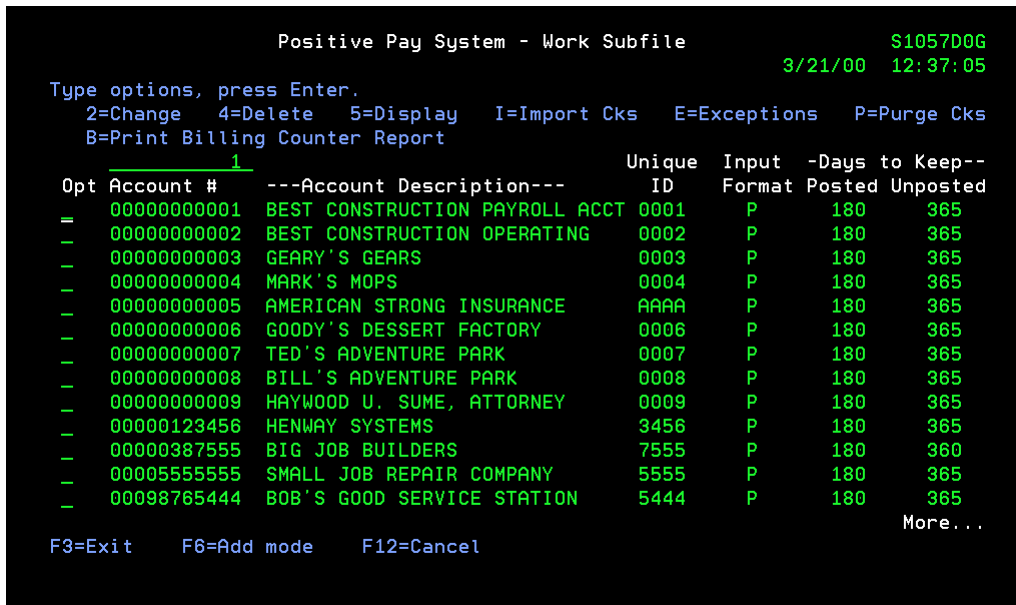 Positive Pay System - Work Subfile S1057D0G
3/21/00 12:37:05
Type options, press Enter.
2=Change 4=Delete 5=Display I=Import Cks E=Exceptions P=Purge Cks
B=Print Billing Counter Report
1 Unique Input -Days to Keep--
Opt Account # ---Account Description--- ID Format Posted Unposted
_ 00000000001 BEST CONSTRUCTION PAYROLL ACCT 0001 P 180 365
_ 00000000002 BEST CONSTRUCTION OPERATING 0002 P 180 365
_ 00000000003 GEARY'S GEARS 0003 P 180 365
_ 00000000004 MARK'S MOPS 0004 P 180 365
_ 00000000005 AMERICAN STRONG INSURANCE AAAA P 180 365
_ 00000000006 GOODY'S DESSERT FACTORY 0006 P 180 365
_ 00000000007 TED'S ADVENTURE PARK 0007 P 180 365
_ 00000000008 BILL'S ADVENTURE PARK 0008 P 180 365
_ 00000000009 HAYWOOD U. SUME, ATTORNEY 0009 P 180 365
_ 00000123456 HENWAY SYSTEMS 3456 P 180 365
_ 00000387555 BIG JOB BUILDERS 7555 P 180 360
_ 00005555555 SMALL JOB REPAIR COMPANY 5555 P 180 365
_ 00098765444 BOB'S GOOD SERVICE STATION 5444 P 180 365
More...
F3=Exit F6=Add mode F12=Cancel